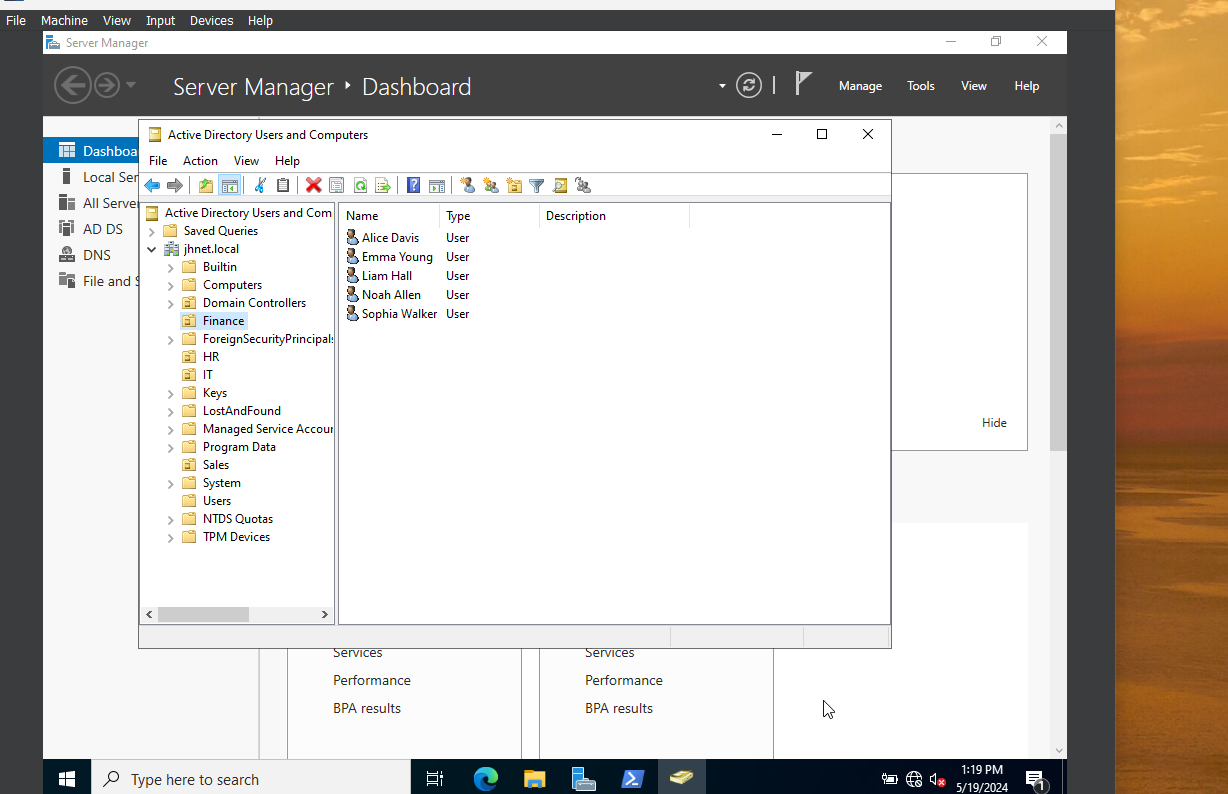 File Machine View Input Devices Help
Server Manager
Server Manager Dashboard
Manage Tools View Help
Dashboa
Local Ser
All Server
AD DS
DNS
File and S
Active Directory Users and Computers
File Action View Help
Active Directory Users and Com
Saved Queries
jhnet.local
Builtin
Computers
Domain Controllers
Finance
ForeignSecurityPrincipals
HR
IT
Keys
LostAndFound
Managed Service Accour
Program Data
Sales
System
Users
NTDS Quotas
TPM Devices
Name Type Description
Alice Davis User
Emma Young User
Liam Hall User
Noah Allen User
Sophia Walker User
Hide
Services Services
Performance Performance
BPA results BPA results
Type here to search
1:19 PM
5/19/2024
1